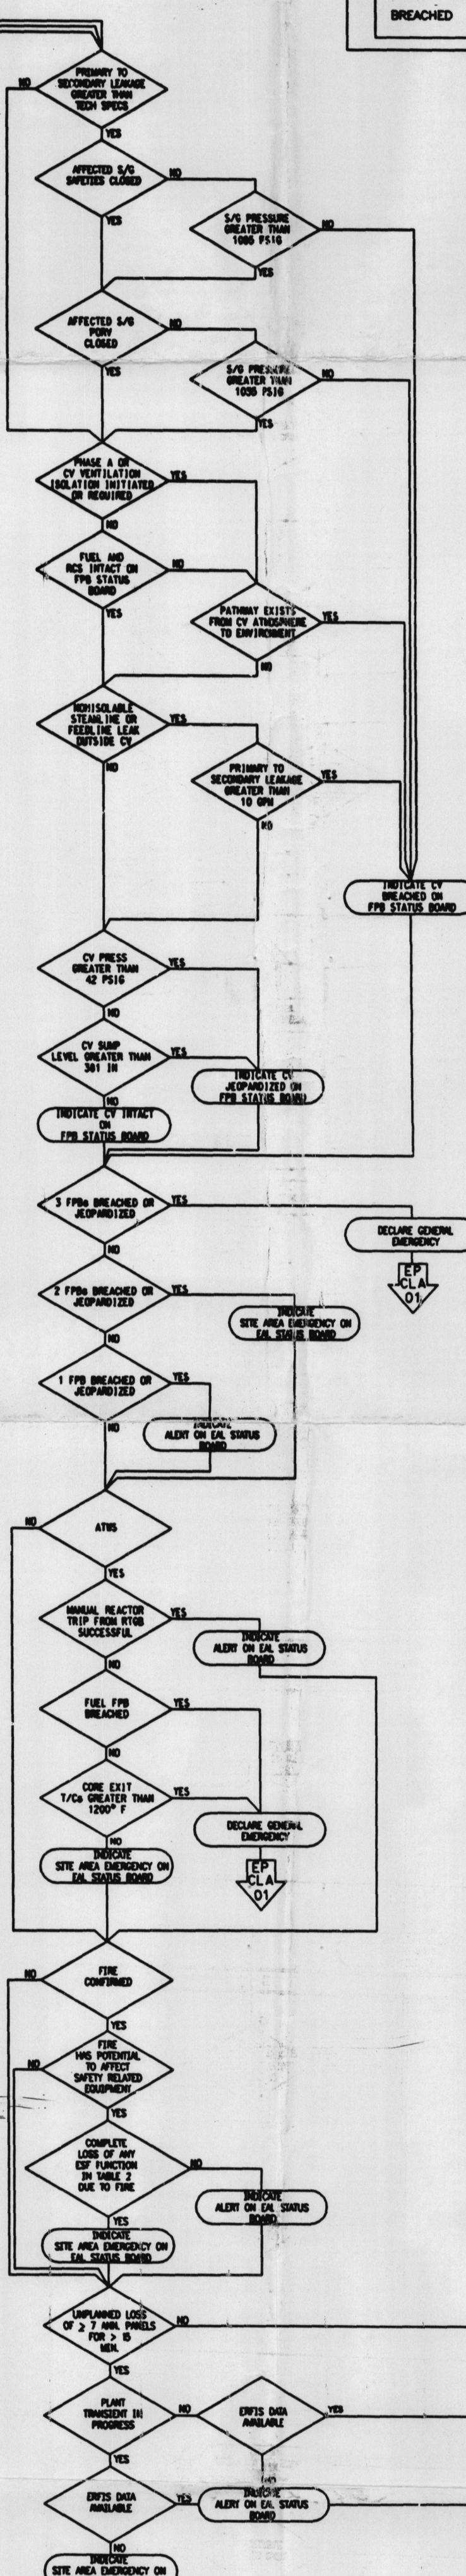 BREACHED
PRIMARY TO
SECONDARY LEAKAGE
GREATER THAN
TECH SPECS
NO
YES
AFFECTED S/G
SAFETIES CLOSED
NO
YES
S/G PRESSURE
GREATER THAN
1085 PSIG
NO
YES
AFFECTED S/G
PORV
CLOSED
NO
YES
S/G PRESSURE
GREATER THAN
1035 PSIG
NO
YES
PHASE A OR
CV VENTILATION
ISOLATION INITIATED
OR REQUIRED
YES
NO
FUEL AND
RCS INTACT ON
FPB STATUS
BOARD
NO
YES
PATHWAY EXISTS
FROM CV ATMOSPHERE
TO ENVIRONMENT
YES
NO
NONISOLABLE
STEAMLINE OR
FEEDLINE LEAK
OUTSIDE CV
YES
NO
PRIMARY TO
SECONDARY LEAKAGE
GREATER THAN
10 GPM
YES
NO
INDICATE CV
BREACHED ON
FPB STATUS BOARD
CV PRESS
GREATER THAN
42 PSIG
YES
NO
CV SUMP
LEVEL GREATER THAN
381 IN
YES
NO
INDICATE CV
JEOPARDIZED ON
FPB STATUS BOARD
INDICATE CV INTACT
ON
FPB STATUS BOARD
3 FPBs BREACHED OR
JEOPARDIZED
YES
NO
DECLARE GENERAL
EMERGENCY
EP
CLA
01
2 FPBs BREACHED OR
JEOPARDIZED
YES
NO
INDICATE
SITE AREA EMERGENCY ON
EAL STATUS BOARD
1 FPB BREACHED OR
JEOPARDIZED
YES
NO
INDICATE
ALERT ON EAL STATUS
BOARD
ATWS
NO
YES
MANUAL REACTOR
TRIP FROM RTGB
SUCCESSFUL
YES
NO
INDICATE
ALERT ON EAL STATUS
BOARD
FUEL FPB
BREACHED
YES
NO
CORE EXIT
T/Cs GREATER THAN
1200° F
YES
NO
DECLARE GENERAL
EMERGENCY
EP
CLA
01
INDICATE
SITE AREA EMERGENCY ON
EAL STATUS BOARD
FIRE
CONFIRMED
NO
YES
FIRE
HAS POTENTIAL
TO AFFECT
SAFETY RELATED
EQUIPMENT
NO
YES
COMPLETE
LOSS OF ANY
ESF FUNCTION
IN TABLE 2
DUE TO FIRE
NO
YES
INDICATE
ALERT ON EAL STATUS
BOARD
INDICATE
SITE AREA EMERGENCY ON
EAL STATUS BOARD
UNPLANNED LOSS
OF ≥ 7 ANN. PANELS
FOR > 15
MIN.
NO
YES
PLANT
TRANSIENT IN
PROGRESS
NO
YES
ERFIS DATA
AVAILABLE
YES
NO
ERFIS DATA
AVAILABLE
YES
NO
INDICATE
ALERT ON EAL STATUS
BOARD
INDICATE
SITE AREA EMERGENCY ON